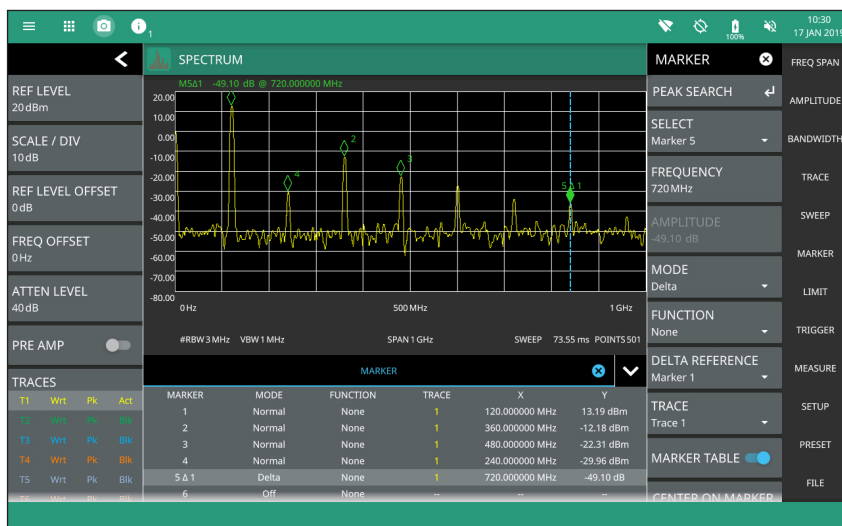 1
100%
10:30
17 JAN 2019
REF LEVEL
20 dBm
SCALE / DIV
10 dB
REF LEVEL OFFSET
0 dB
FREQ OFFSET
0 Hz
ATTEN LEVEL
40 dB
PRE AMP
TRACES
T1 Wrt Pk Act
T2 Wrt Pk Blk
T3 Wrt Pk Blk
T4 Wrt Pk Blk
T5 Wrt Pk Blk
T6 Wrt Pk Blk
SPECTRUM
M5Δ1 -49.10 dB @ 720.000000 MHz
20.00
10.00
0.00
-10.00
-20.00
-30.00
-40.00
-50.00
-60.00
-70.00
-80.00
2
3
4
5 Δ 1
0 Hz 500 MHz 1 GHz
#RBW 3 MHz VBW 1 MHz SPAN 1 GHz SWEEP 73.55 ms POINTS 501
MARKER
MARKER MODE FUNCTION TRACE X Y
1 Normal None 1 120.000000 MHz 13.19 dBm
2 Normal None 1 360.000000 MHz -12.18 dBm
3 Normal None 1 480.000000 MHz -22.31 dBm
4 Normal None 1 240.000000 MHz -29.96 dBm
5 Δ 1 Delta None 1 720.000000 MHz -49.10 dB
6 Off None -- -- --
MARKER
PEAK SEARCH
SELECT
Marker 5
FREQUENCY
720 MHz
AMPLITUDE
-49.10 dB
MODE
Delta
FUNCTION
None
DELTA REFERENCE
Marker 1
TRACE
Trace 1
MARKER TABLE
CENTER ON MARKER
FREQ SPAN
AMPLITUDE
BANDWIDTH
TRACE
SWEEP
MARKER
LIMIT
TRIGGER
MEASURE
SETUP
PRESET
FILE